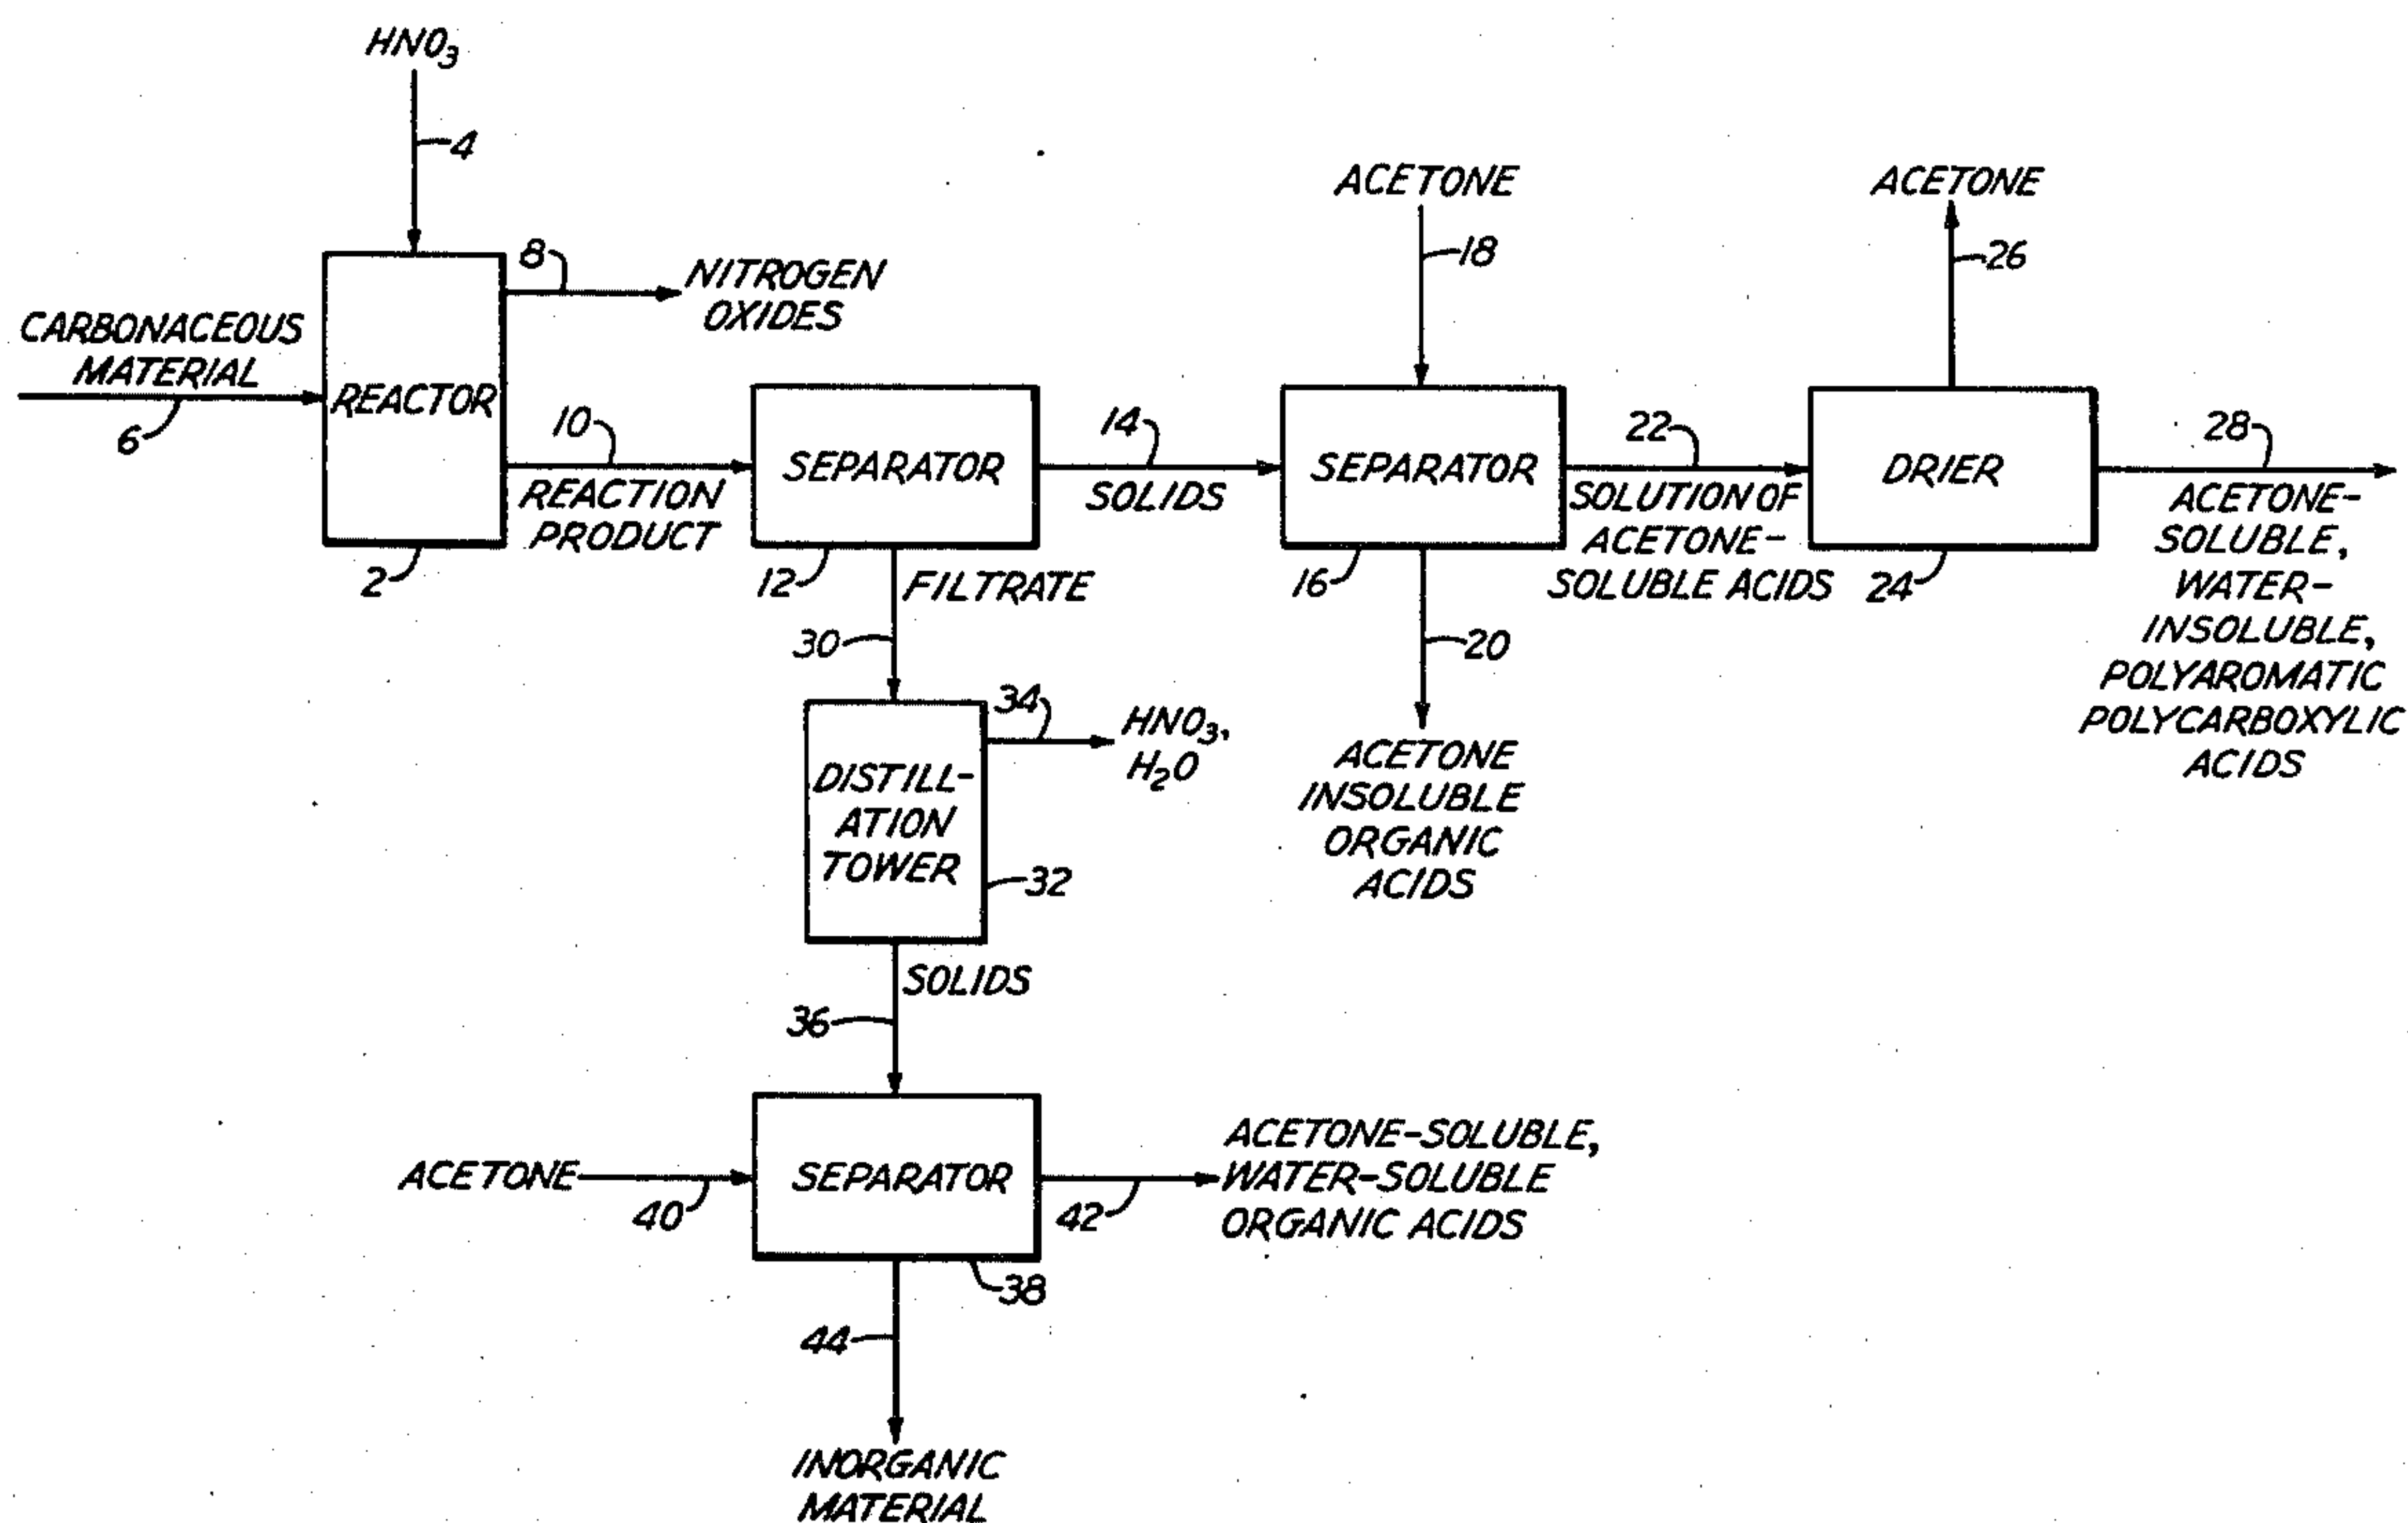 HNO3
4
CARBONACEOUS
MATERIAL
6
REACTOR
2
8
NITROGEN
OXIDES
10
REACTION
PRODUCT
SEPARATOR
12
14
SOLIDS
ACETONE
18
SEPARATOR
16
20
ACETONE
INSOLUBLE
ORGANIC
ACIDS
22
SOLUTION OF
ACETONE-
SOLUBLE ACIDS
ACETONE
26
DRIER
24
28
ACETONE-
SOLUBLE,
WATER-
INSOLUBLE,
POLYAROMATIC
POLYCARBOXYLIC
ACIDS
FILTRATE
30
DISTILL-
ATION
TOWER
32
34
HNO3,
H2O
SOLIDS
36
ACETONE
40
SEPARATOR
38
42
ACETONE-SOLUBLE,
WATER-SOLUBLE
ORGANIC ACIDS
44
INORGANIC
MATERIAL